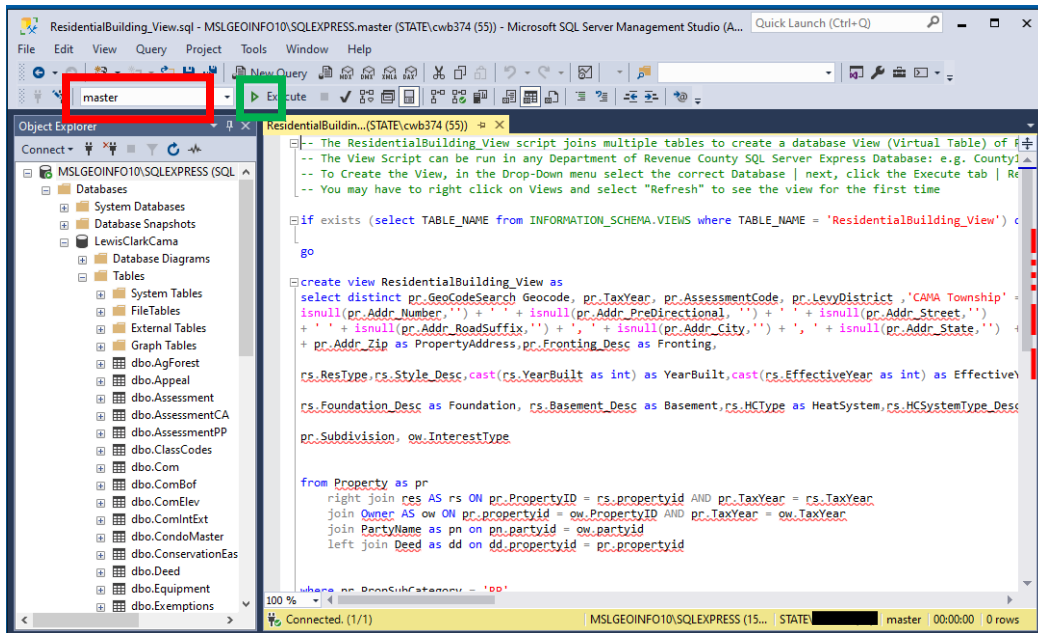 ResidentialBuilding_View.sql - MSLGEOINFO10\SQLEXPRESS.master (STATE\cwb374 (55)) - Microsoft SQL Server Management Studio (A...
Quick Launch (Ctrl+Q)
File Edit View Query Project Tools Window Help
New Query
master
Execute
Object Explorer
ResidentialBuildin...(STATE\cwb374 (55))
Connect
MSLGEOINFO10\SQLEXPRESS (SQL
Databases
System Databases
Database Snapshots
LewisClarkCama
Database Diagrams
Tables
System Tables
FileTables
External Tables
Graph Tables
dbo.AgForest
dbo.Appeal
dbo.Assessment
dbo.AssessmentCA
dbo.AssessmentPP
dbo.ClassCodes
dbo.Com
dbo.ComBof
dbo.ComElev
dbo.ComIntExt
dbo.CondoMaster
dbo.ConservationEas
dbo.Deed
dbo.Equipment
dbo.Exemptions
-- The ResidentialBuilding_View script joins multiple tables to create a database View (Virtual Table) of
-- The View Script can be run in any Department of Revenue County SQL Server Express Database: e.g. County1
-- To Create the View, in the Drop-Down menu select the correct Database | next, click the Execute tab | Re
-- You may have to right click on Views and select "Refresh" to see the view for the first time
if exists (select TABLE_NAME from INFORMATION_SCHEMA.VIEWS where TABLE_NAME = 'ResidentialBuilding_View')
go
create view ResidentialBuilding_View as
select distinct pr.GeoCodeSearch Geocode, pr.TaxYear, pr.AssessmentCode, pr.LevyDistrict ,'CAMA Township' =
isnull(pr.Addr_Number,'') + ' ' + isnull(pr.Addr_PreDirectional, '') + ' ' + isnull(pr.Addr_Street,'')
+ ' ' + isnull(pr.Addr_RoadSuffix,'') + ', ' + isnull(pr.Addr_City,'') + ', ' + isnull(pr.Addr_State,'') +
+ pr.Addr_Zip as PropertyAddress,pr.Fronting_Desc as Fronting,
rs.ResType,rs.Style_Desc,cast(rs.YearBuilt as int) as YearBuilt,cast(rs.EffectiveYear as int) as EffectiveY
rs.Foundation_Desc as Foundation, rs.Basement_Desc as Basement,rs.HCType as HeatSystem,rs.HCSystemType_Desc
pr.Subdivision, ow.InterestType
from Property as pr
right join res AS rs ON pr.PropertyID = rs.propertyid AND pr.TaxYear = rs.TaxYear
join Owner AS ow ON pr.propertyid = ow.PropertyID AND pr.TaxYear = ow.TaxYear
join PartyName as pn on pn.partyid = ow.partyid
left join Deed as dd on dd.propertyid = pr.propertyid
where pr.PropSubCategory = 'RP'
100 %
Connected. (1/1)
MSLGEOINFO10\SQLEXPRESS (15... STATE\ master 00:00:00 0 rows